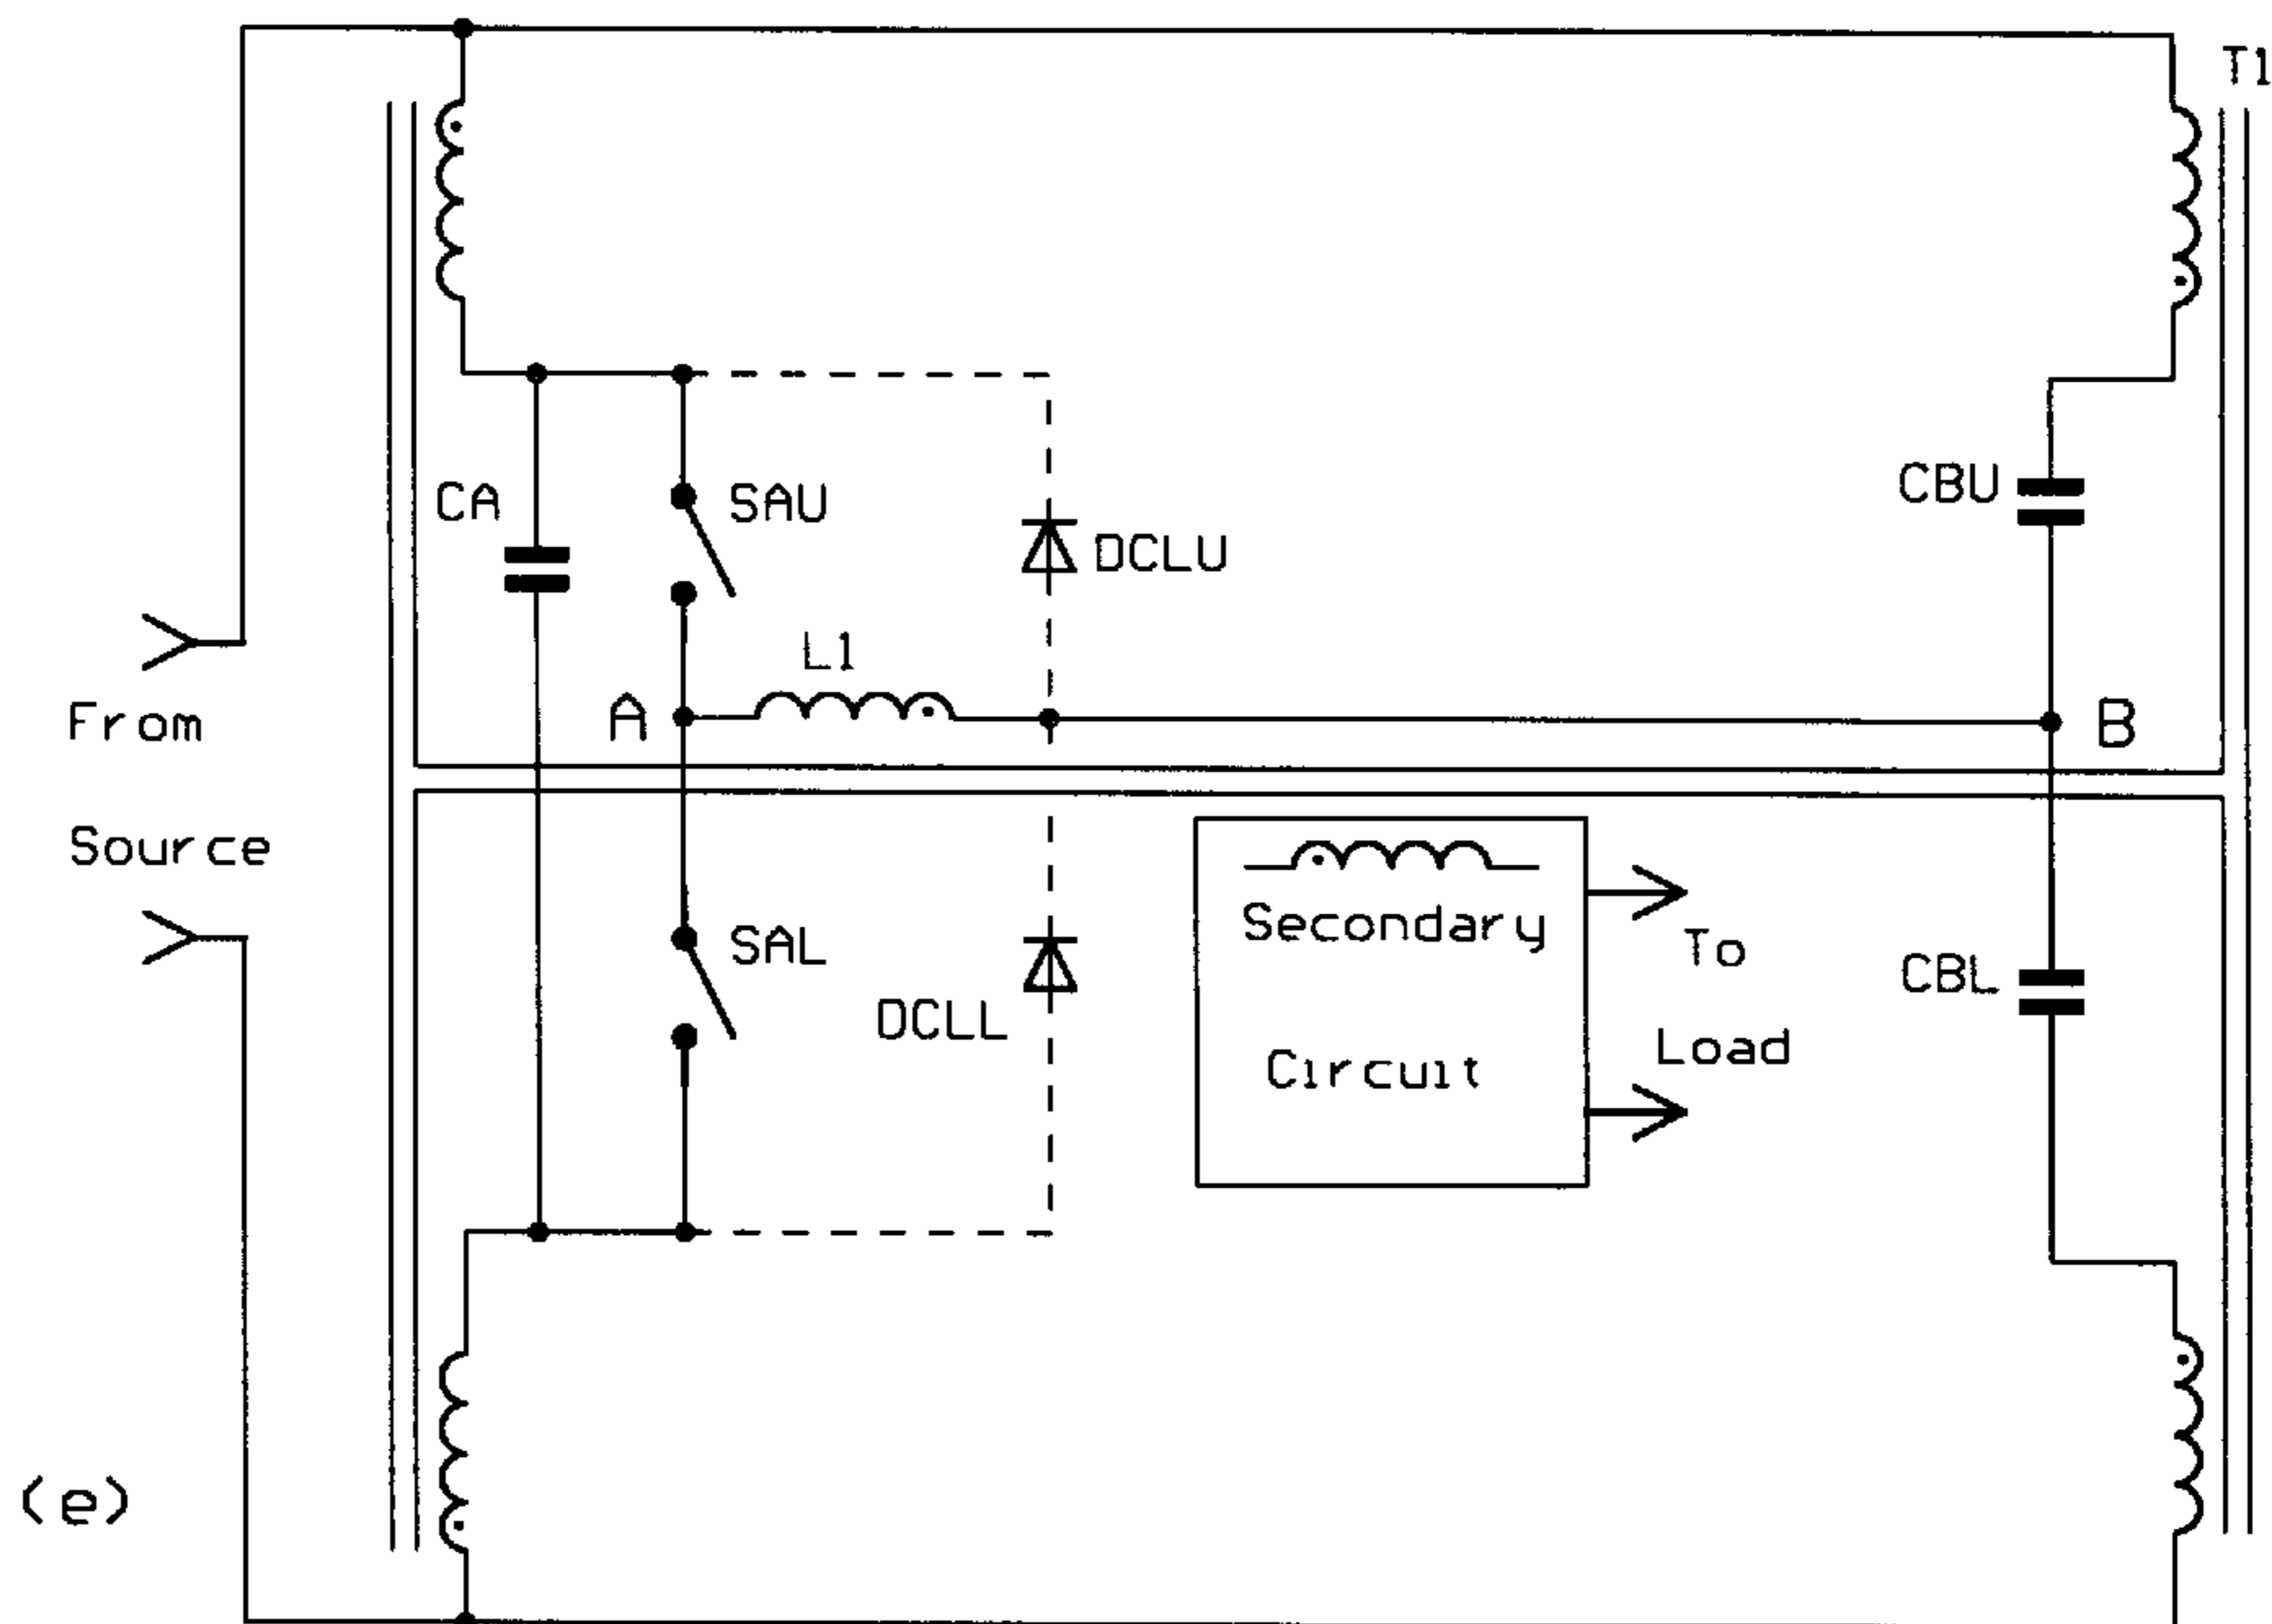 T1
CA
SAU
DCLU
CBU
L1
A
B
From
Source
SAL
DCLL
Secondary
Circuit
To
Load
CBL
(e)